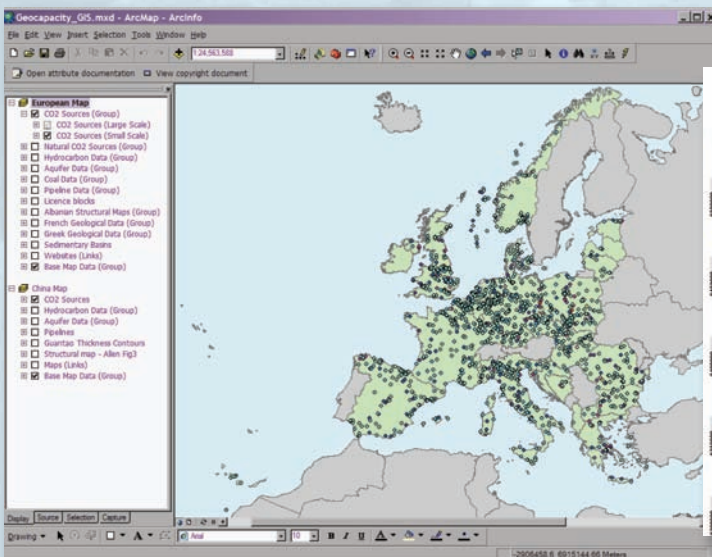 Geocapacity_GIS.mxd - ArcMap - ArcInfo
File Edit View Insert Selection Tools Window Help
1:24,563,588
Open attribute documentation View copyright document
European Map
CO2 Sources (Group)
CO2 Sources (Large Scale)
CO2 Sources (Small Scale)
Natural CO2 Sources (Group)
Hydrocarbon Data (Group)
Aquifer Data (Group)
Coal Data (Group)
Pipeline Data (Group)
Licence blocks
Albanian Structural Maps (Group)
French Geological Data (Group)
Greek Geological Data (Group)
Sedimentary Basins
Websites (Links)
Base Map Data (Group)
China Map
CO2 Sources
Hydrocarbon Data (Group)
Aquifer Data (Group)
Pipelines
Guantao Thickness Contours
Structural map - Allen Fig3
Maps (Links)
Base Map Data (Group)
Display Source Selection Capture
Drawing A Arial 10 B I U A
-2906458.6 6915144.66 Meters